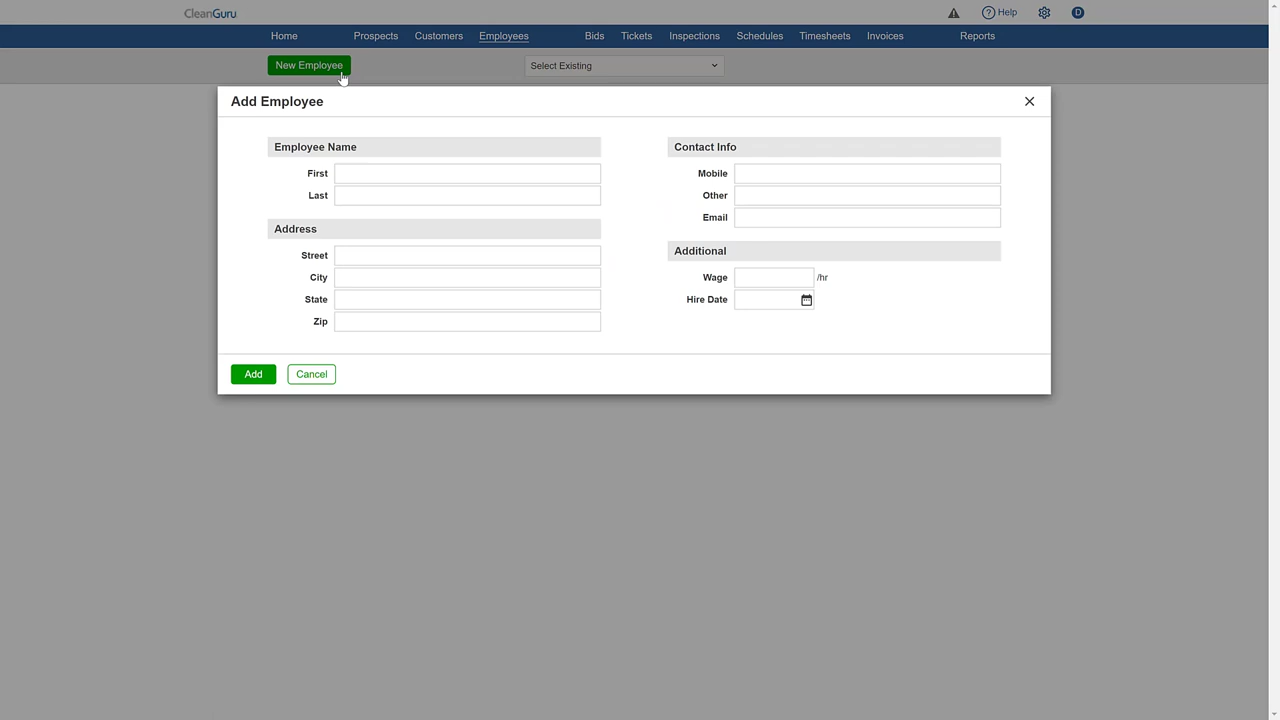 CleanGuru
Help
D
Home Prospects Customers Employees Bids Tickets Inspections Schedules Timesheets Invoices Reports
New Employee
Select Existing
Add Employee
Employee Name
First
Last
Address
Street
City
State
Zip
Contact Info
Mobile
Other
Email
Additional
Wage /hr
Hire Date
Add Cancel